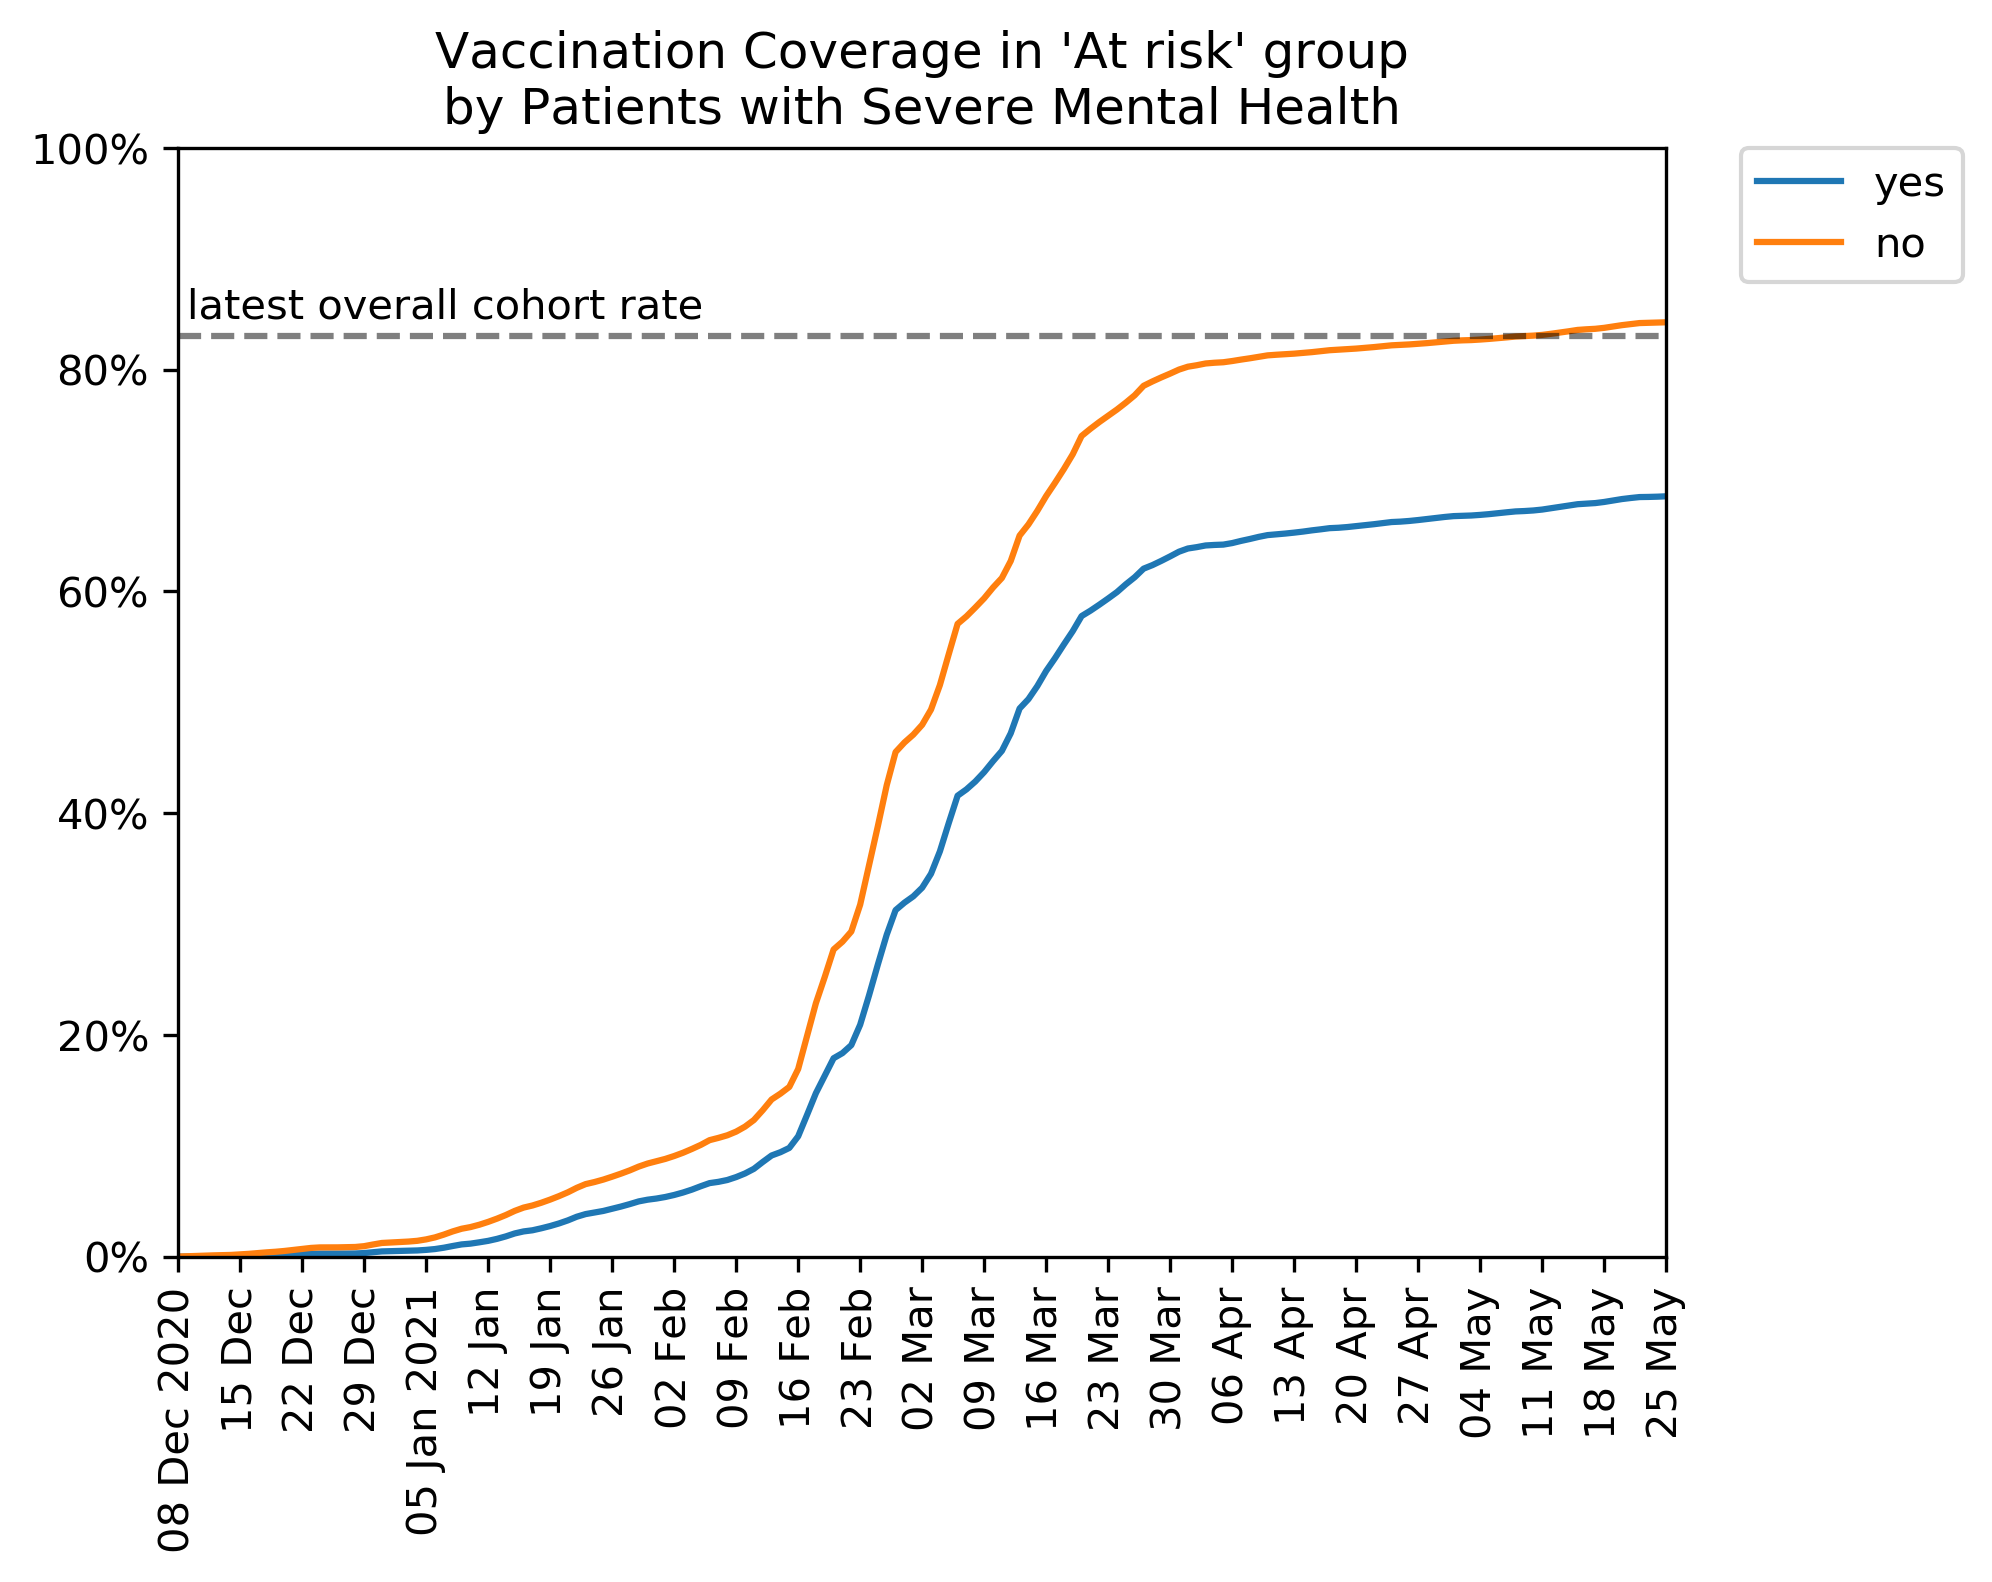 Vaccination Coverage in 'At risk' group
by Patients with Severe Mental Health
100%
80%
60%
40%
20%
0%
latest overall cohort rate
yes
no
08 Dec 2020
15 Dec
22 Dec
29 Dec
05 Jan 2021
12 Jan
19 Jan
26 Jan
02 Feb
09 Feb
16 Feb
23 Feb
02 Mar
09 Mar
16 Mar
23 Mar
30 Mar
06 Apr
13 Apr
20 Apr
27 Apr
04 May
11 May
18 May
25 May